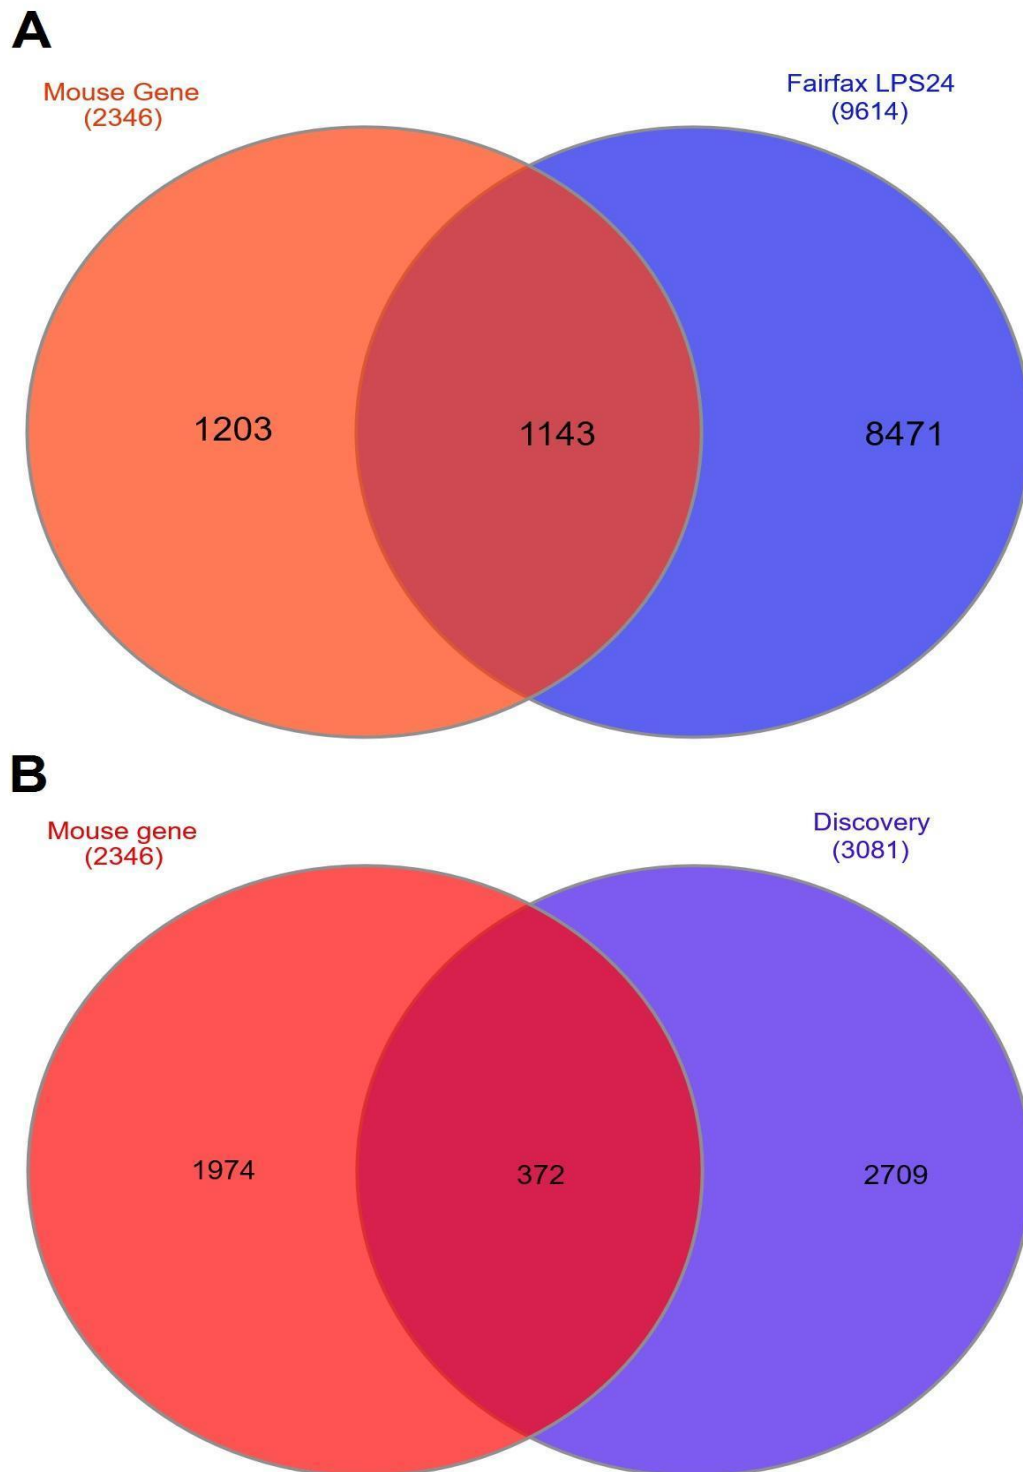 A
Mouse Gene
(2346)
Fairfax LPS24
(9614)
1203
1143
8471
B
Mouse gene
(2346)
Discovery
(3081)
1974
372
2709